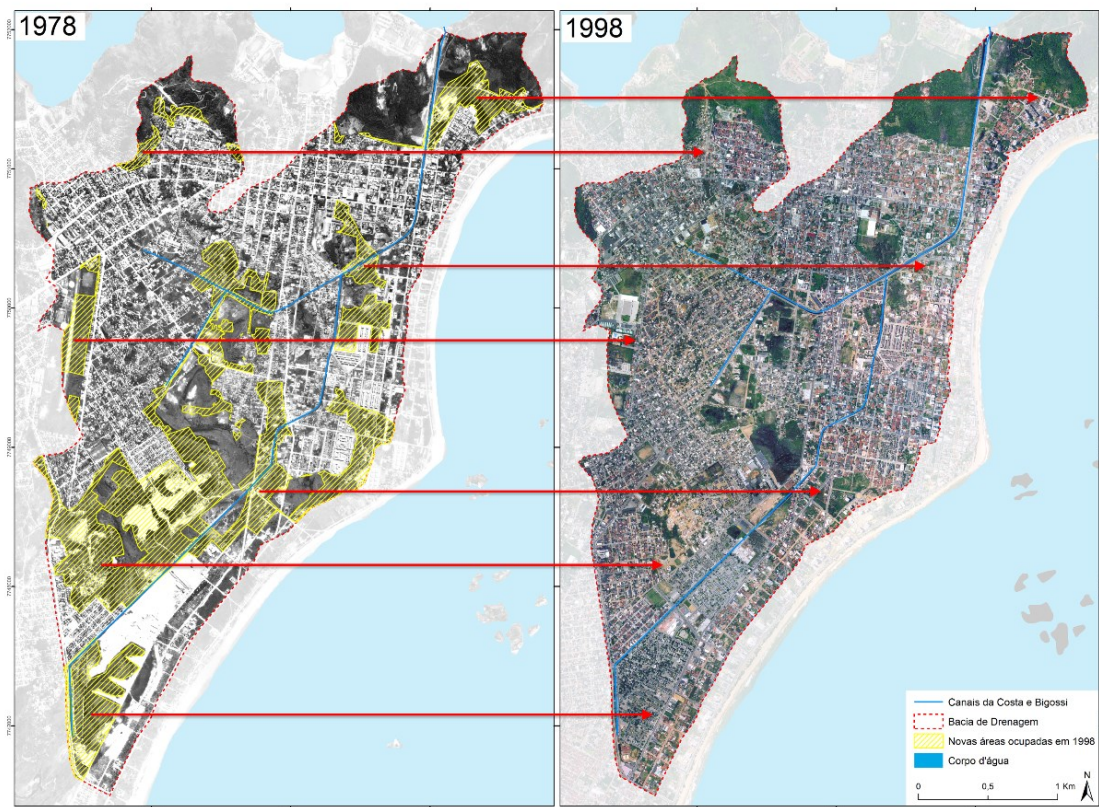 1978
1998
Canais da Costa e Bigossi
Bacia de Drenagem
Novas áreas ocupadas em 1998
Corpo d'água
0 0,5 1 Km
N